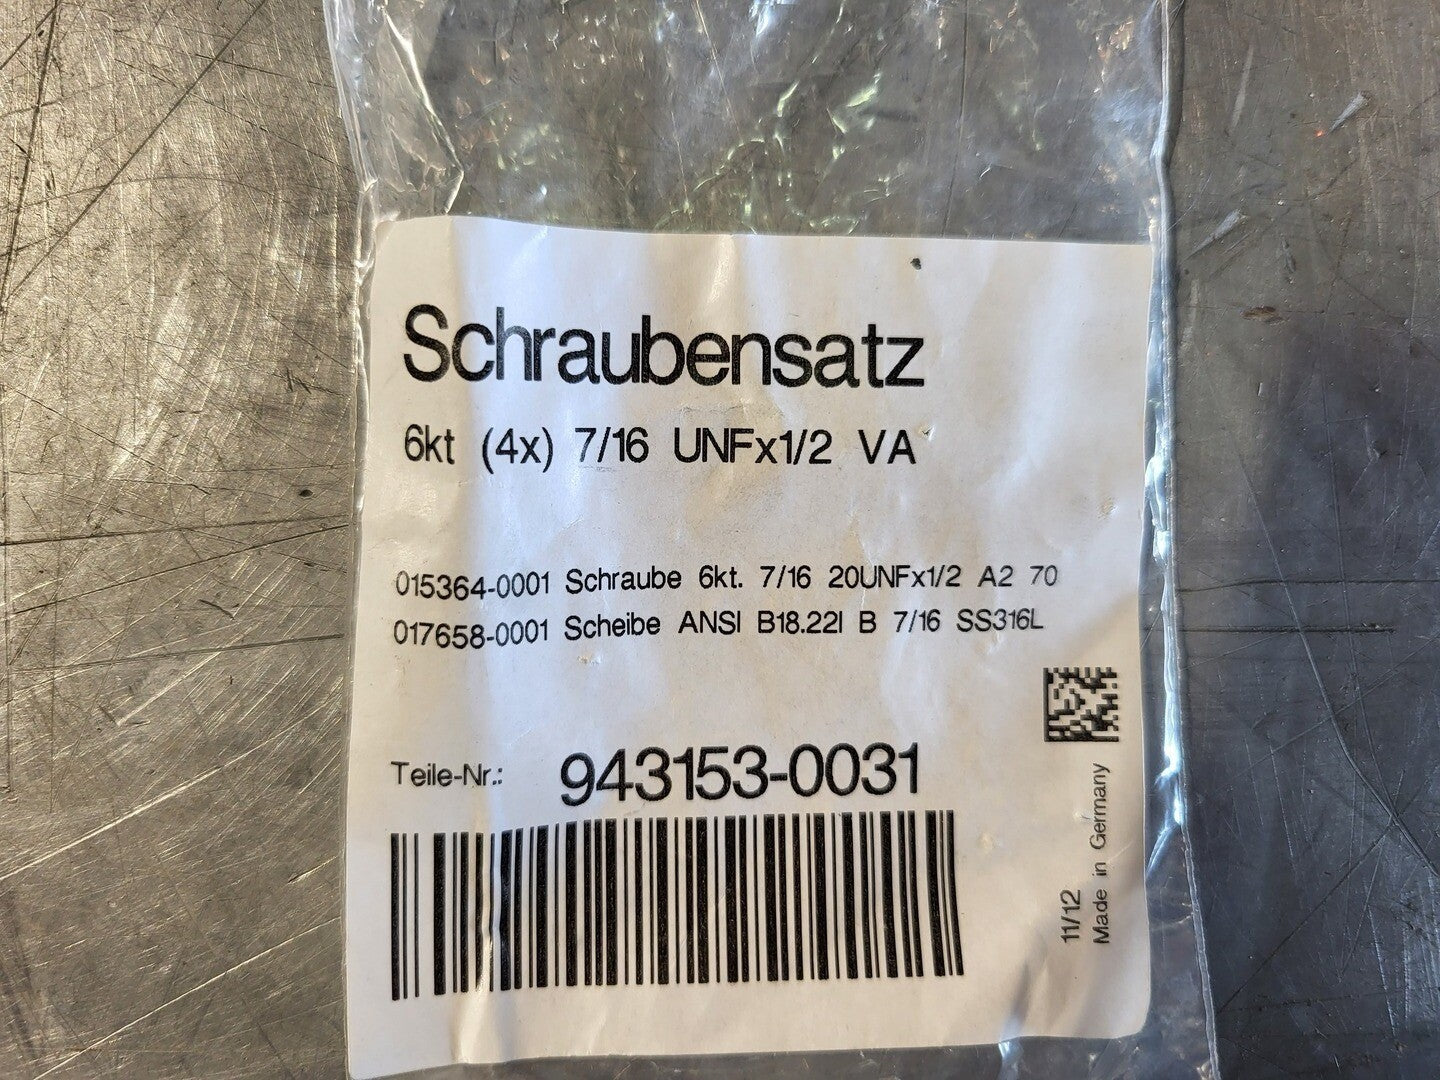 Schraubensatz
6kt (4x) 7/16 UNFx1/2 VA
015364-0001 Schraube 6kt. 7/16 20UNFx1/2 A2 70
017658-0001 Scheibe ANSI B18.22I B 7/16 SS316L
Teile-Nr.: 943153-0031
11/12
Made in Germany